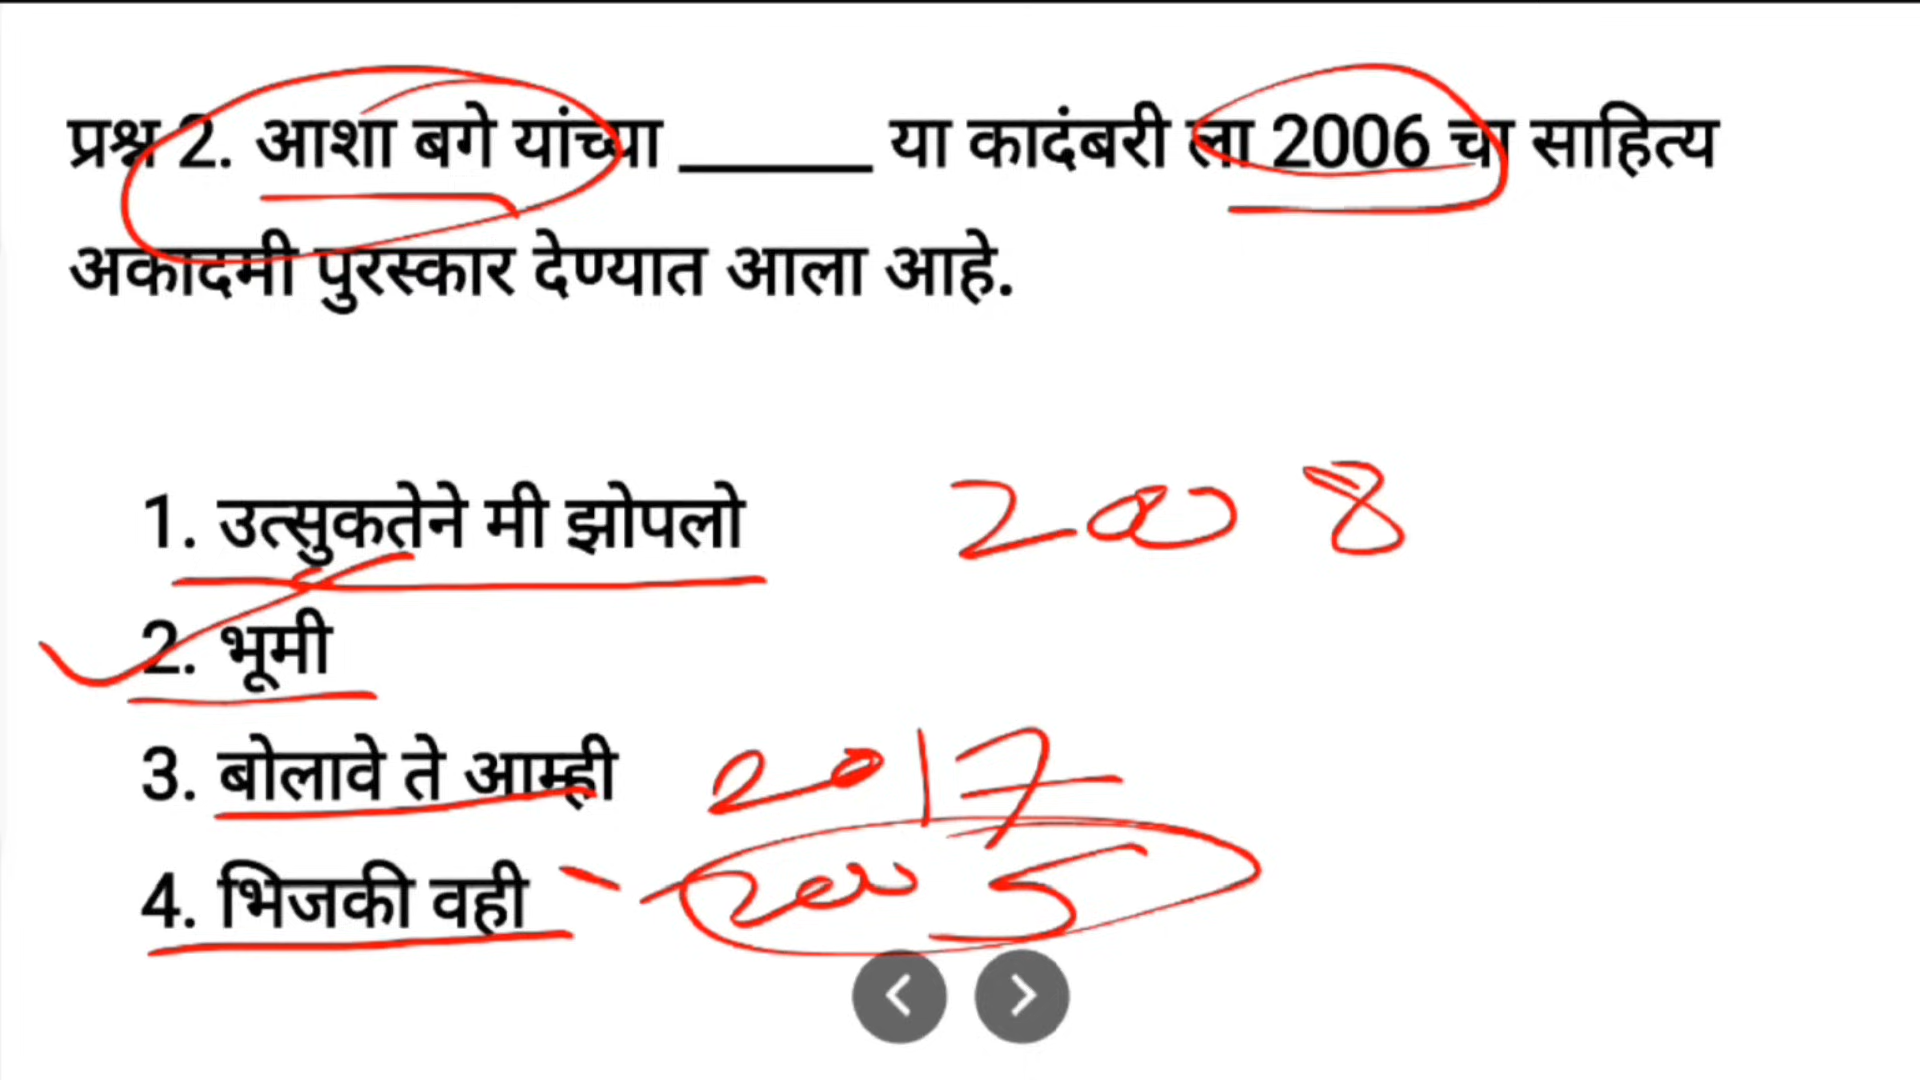 प्रश्न 2. आशा बगे यांच्या ______ या कादंबरी ला 2006 चा साहित्य
अकादमी पुरस्कार देण्यात आला आहे.
1. उत्सुकतेने मी झोपलो 2008
2. भूमी
3. बोलावे ते आम्ही 2017
4. भिजकी वही 2005